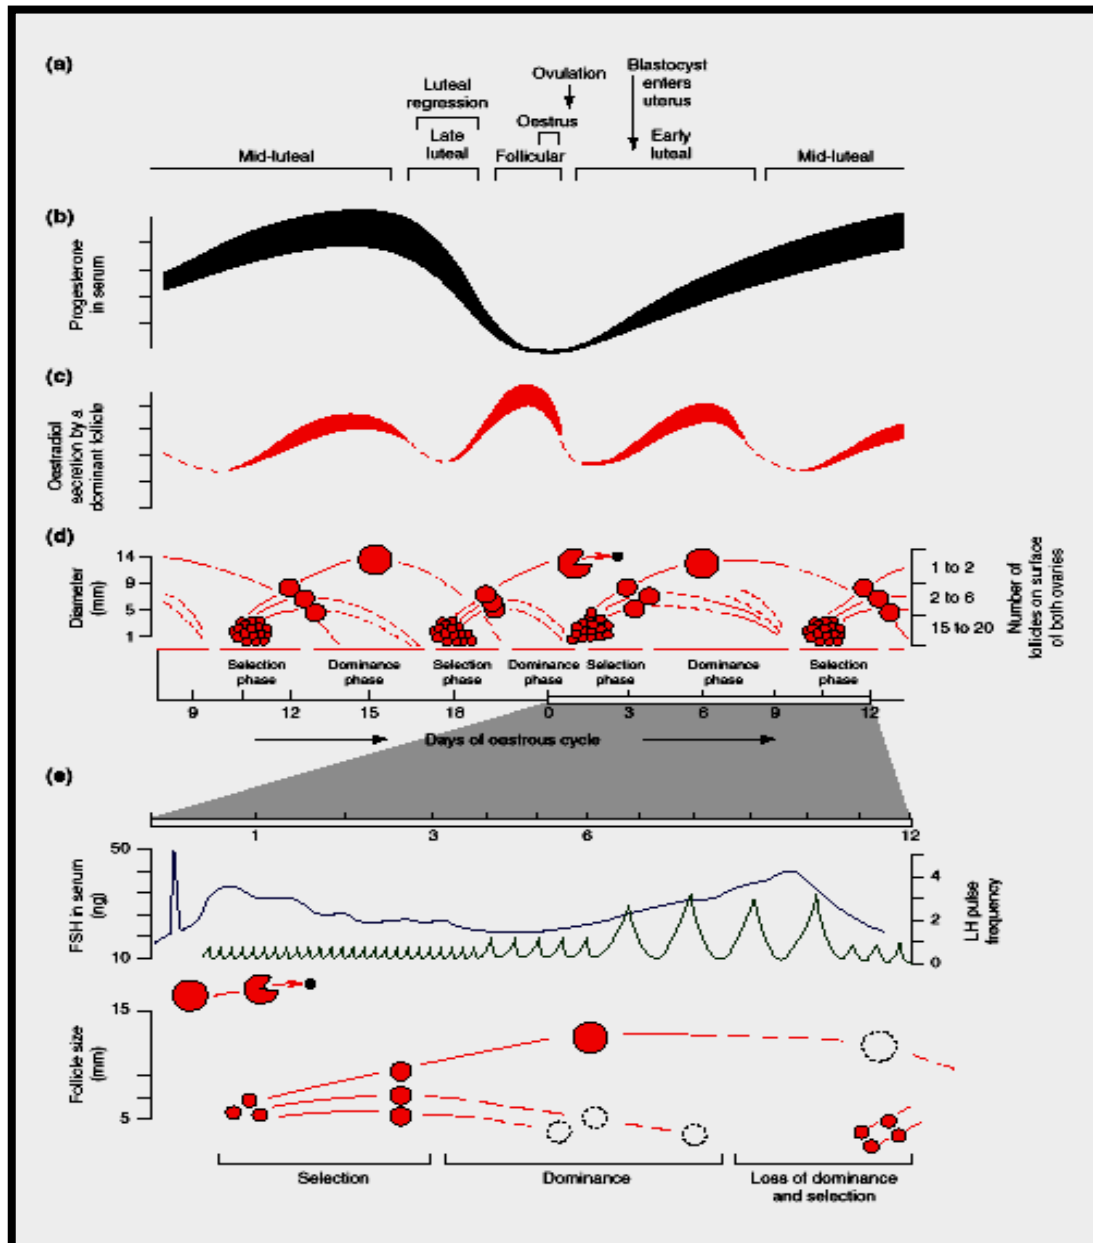 (a)
Ovulation
Blastocyst
enters
uterus
Luteal
regression
Oestrus
Mid-luteal
Late
luteal
Follicular
Early
luteal
Mid-luteal
(b)
Progesterone
in serum
(c)
Oestradiol
secretion by a
dominant follicle
(d)
Diameter
(mm)
14
9
5
1
1 to 2
2 to 6
15 to 20
Number of
follicles on surface
of both ovaries
Selection
phase
Dominance
phase
Selection
phase
Dominance
phase
Selection
phase
Dominance
phase
Selection
phase
9 12 15 18 0 3 6 9 12
Days of oestrous cycle
(e)
1 3 6 12
FSH in serum
(ng)
50
10
4
2
0
LH pulse
frequency
Follicle size
(mm)
15
5
Selection
Dominance
Loss of dominance
and selection